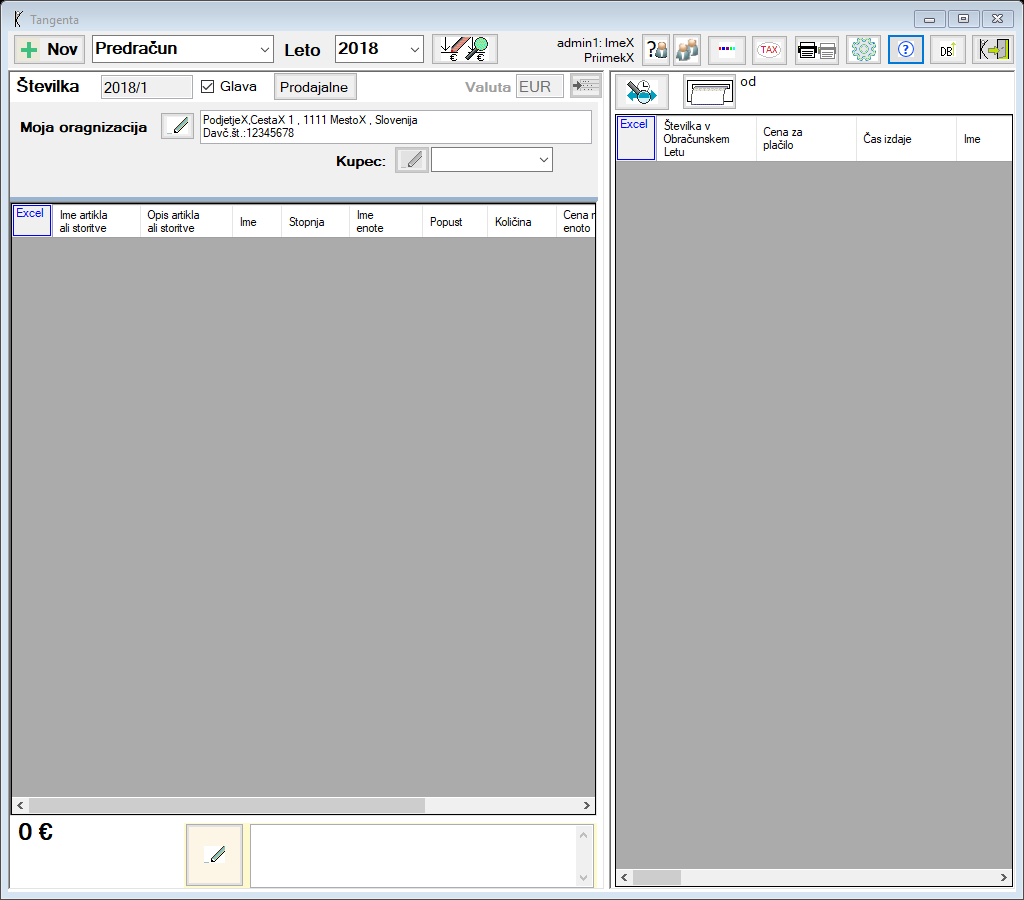 Tangenta
Nov
Predračun
Leto
2018
admin1: ImeX
PriimekX
TAX
DB
Številka
2018/1
Glava
Prodajalne
Valuta
EUR
Moja oragnizacija
PodjetjeX,CestaX 1 , 1111 MestoX , Slovenija
Davč.št.:12345678
Kupec:
Excel
Ime artikla
ali storitve
Opis artikla
ali storitve
Ime
Stopnja
Ime
enote
Popust
Količina
Cena
enoto
0 €
od
Excel
Številka v
Obračunskem
Letu
Cena za
plačilo
Čas izdaje
Ime